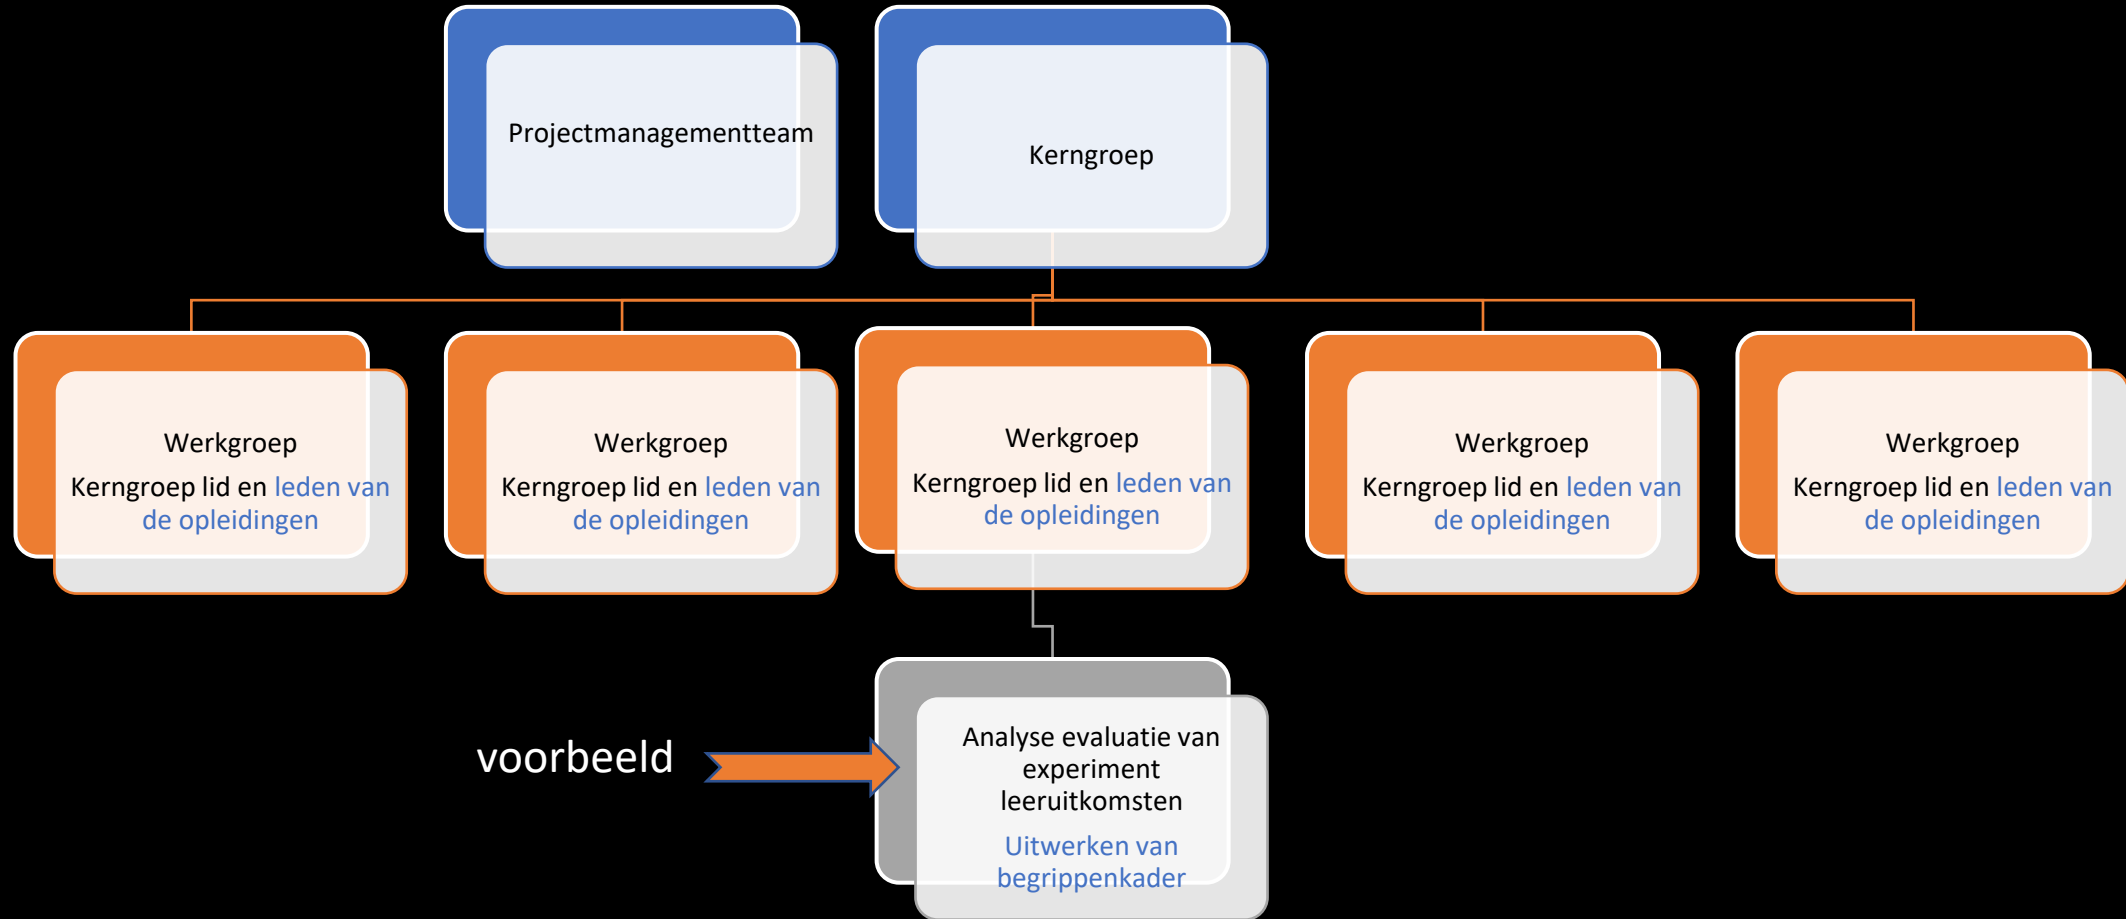 Projectmanagementteam
Kerngroep
Werkgroep
Kerngroep lid en leden van
de opleidingen
Werkgroep
Kerngroep lid en leden van
de opleidingen
Werkgroep
Kerngroep lid en leden van
de opleidingen
Werkgroep
Kerngroep lid en leden van
de opleidingen
Werkgroep
Kerngroep lid en leden van
de opleidingen
voorbeeld
Analyse evaluatie van
experiment
leeruitkomsten
Uitwerken van
begrippenkader